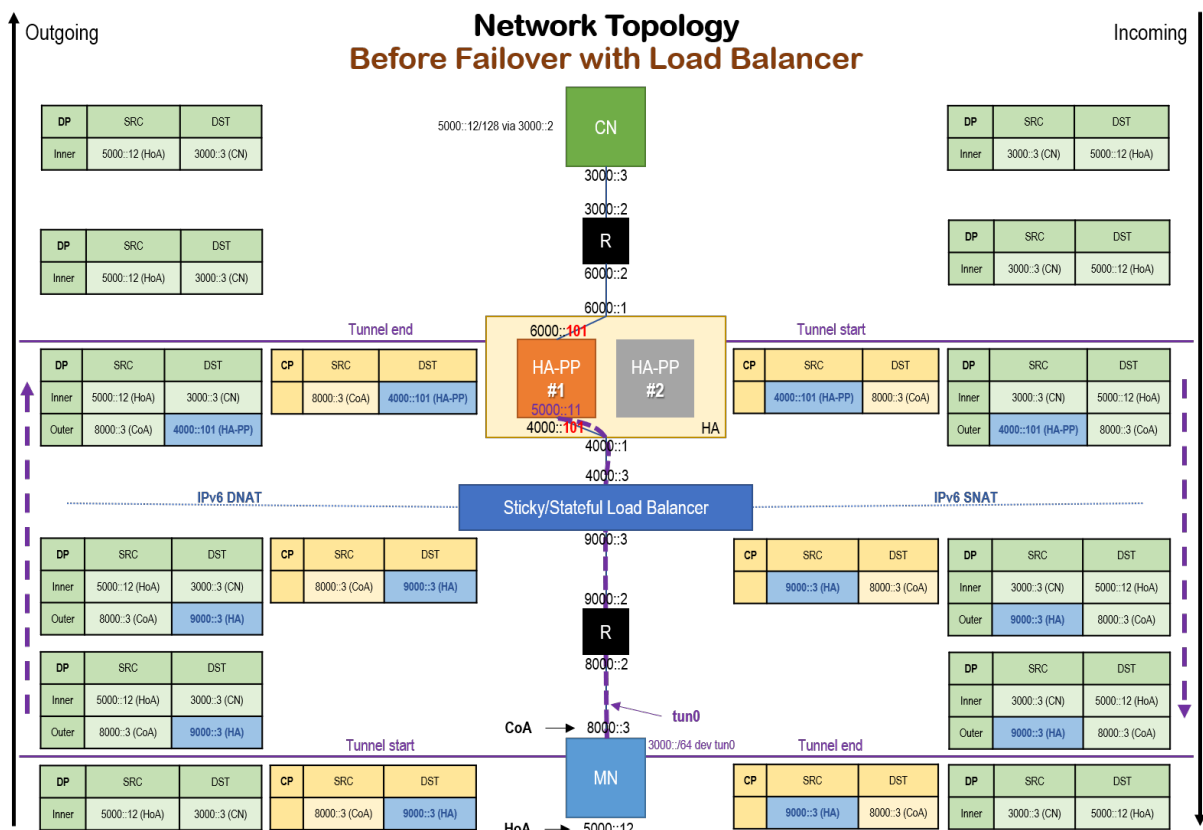 Network Topology
Before Failover with Load Balancer
Outgoing
Incoming
DP SRC DST
Inner 5000::12 (HoA) 3000::3 (CN)
5000::12/128 via 3000::2
CN
DP SRC DST
Inner 3000::3 (CN) 5000::12 (HoA)
3000::3
3000::2
DP SRC DST
Inner 5000::12 (HoA) 3000::3 (CN)
R
DP SRC DST
Inner 3000::3 (CN) 5000::12 (HoA)
6000::2
6000::1
Tunnel end
6000::101
Tunnel start
DP SRC DST
Inner 5000::12 (HoA) 3000::3 (CN)
Outer 8000::3 (CoA) 4000::101 (HA-PP)
CP SRC DST
8000::3 (CoA) 4000::101 (HA-PP)
HA-PP
#1
5000::11
4000::101
HA-PP
#2
HA
CP SRC DST
4000::101 (HA-PP) 8000::3 (CoA)
DP SRC DST
Inner 3000::3 (CN) 5000::12 (HoA)
Outer 4000::101 (HA-PP) 8000::3 (CoA)
4000::1
4000::3
IPv6 DNAT
Sticky/Stateful Load Balancer
IPv6 SNAT
9000::3
DP SRC DST
Inner 5000::12 (HoA) 3000::3 (CN)
Outer 8000::3 (CoA) 9000::3 (HA)
CP SRC DST
8000::3 (CoA) 9000::3 (HA)
CP SRC DST
9000::3 (HA) 8000::3 (CoA)
DP SRC DST
Inner 3000::3 (CN) 5000::12 (HoA)
Outer 9000::3 (HA) 8000::3 (CoA)
9000::2
R
8000::2
DP SRC DST
Inner 5000::12 (HoA) 3000::3 (CN)
Outer 8000::3 (CoA) 9000::3 (HA)
DP SRC DST
Inner 3000::3 (CN) 5000::12 (HoA)
Outer 9000::3 (HA) 8000::3 (CoA)
tun0
CoA
8000::3
Tunnel start
3000::/64 dev tun0
Tunnel end
DP SRC DST
Inner 5000::12 (HoA) 3000::3 (CN)
CP SRC DST
8000::3 (CoA) 9000::3 (HA)
MN
CP SRC DST
9000::3 (HA) 8000::3 (CoA)
DP SRC DST
Inner 3000::3 (CN) 5000::12 (HoA)
HoA
5000::12